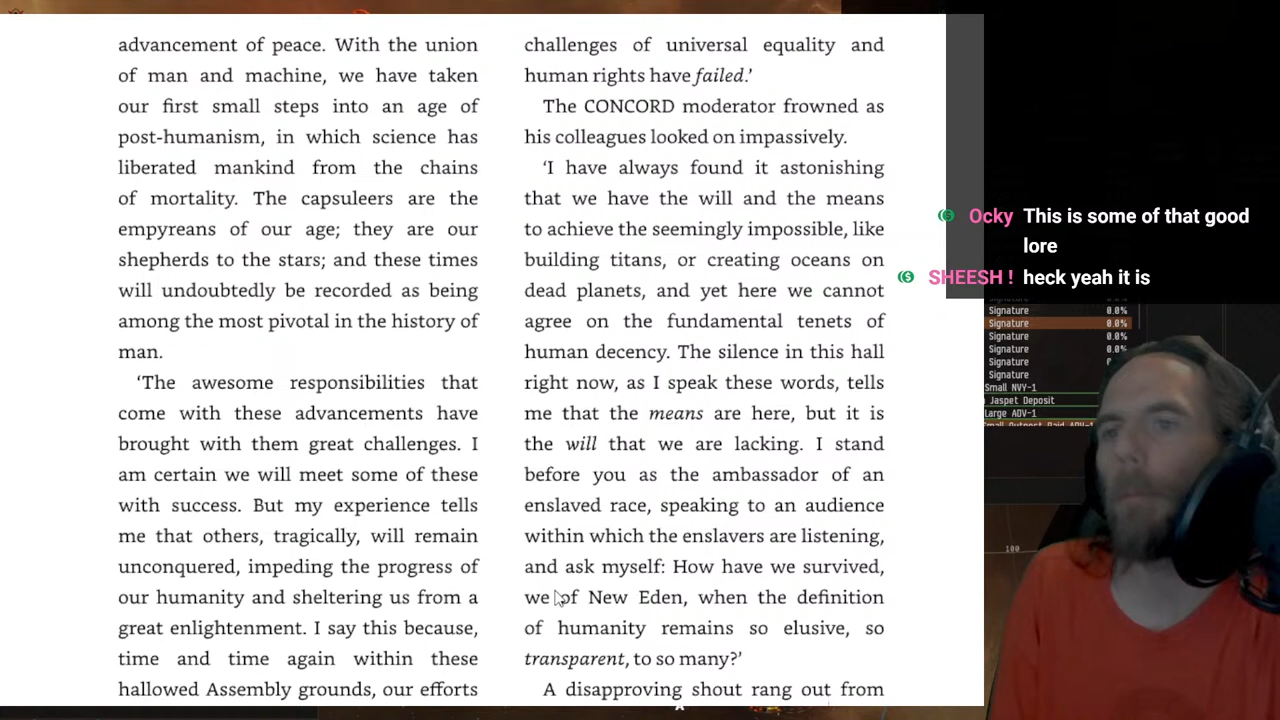 advancement of peace. With the union
of man and machine, we have taken
our first small steps into an age of
post-humanism, in which science has
liberated mankind from the chains
of mortality. The capsuleers are the
empyreans of our age; they are our
shepherds to the stars; and these times
will undoubtedly be recorded as being
among the most pivotal in the history of
man.
‘The awesome responsibilities that
come with these advancements have
brought with them great challenges. I
am certain we will meet some of these
with success. But my experience tells
me that others, tragically, will remain
unconquered, impeding the progress of
our humanity and sheltering us from a
great enlightenment. I say this because,
time and time again within these
hallowed Assembly grounds, our efforts
challenges of universal equality and
human rights have failed.’
The CONCORD moderator frowned as
his colleagues looked on impassively.
‘I have always found it astonishing
that we have the will and the means
to achieve the seemingly impossible, like
building titans, or creating oceans on
dead planets, and yet here we cannot
agree on the fundamental tenets of
human decency. The silence in this hall
right now, as I speak these words, tells
me that the means are here, but it is
the will that we are lacking. I stand
before you as the ambassador of an
enslaved race, speaking to an audience
within which the enslavers are listening,
and ask myself: How have we survived,
we of New Eden, when the definition
of humanity remains so elusive, so
transparent, to so many?’
A disapproving shout rang out from
Ocky This is some of that good
lore
SHEESH ! heck yeah it is
Signature 0.0%
Signature 0.0%
Signature 0.0%
Signature 0.0%
Signature
Signature
Small NVY-1
Jaspet Deposit
Large ADV-1
Small Outpost Raid ADV-1
100